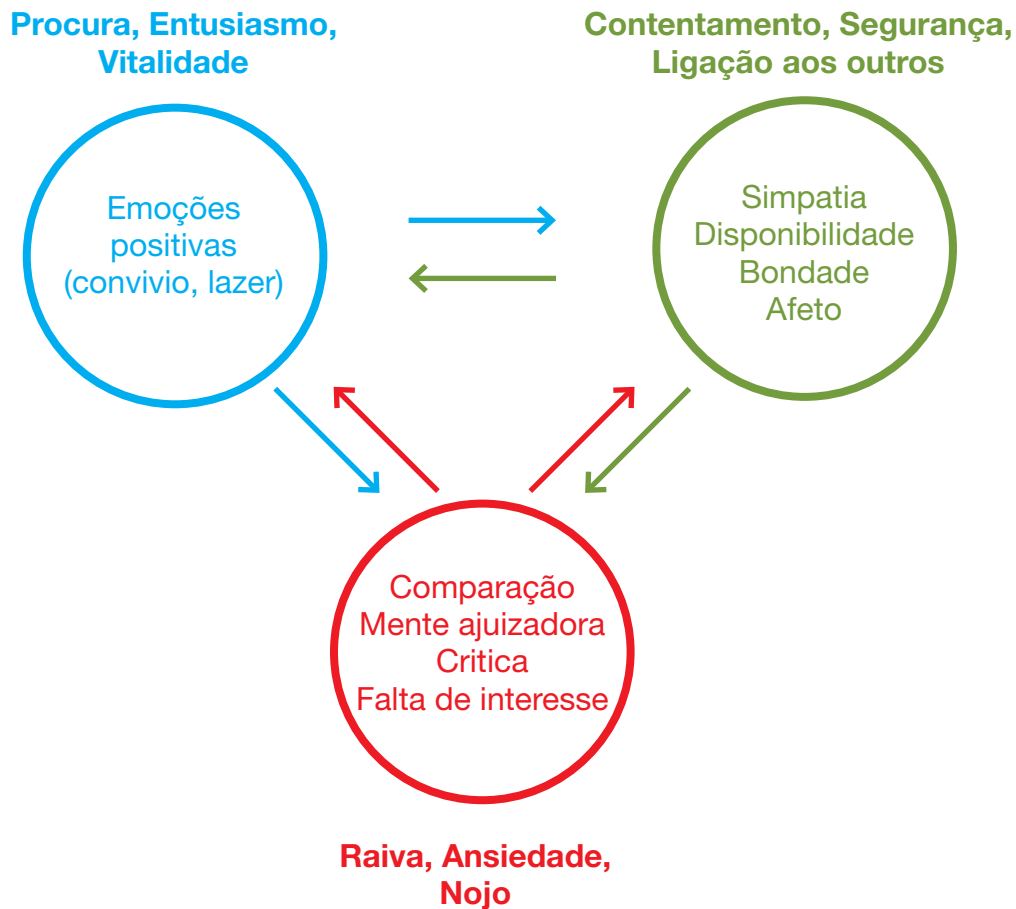 Procura, Entusiasmo,
Vitalidade
Contentamento, Segurança,
Ligação aos outros
Emoções
positivas
(convivio, lazer)
Simpatia
Disponibilidade
Bondade
Afeto
Comparação
Mente ajuizadora
Critica
Falta de interesse
Raiva, Ansiedade,
Nojo